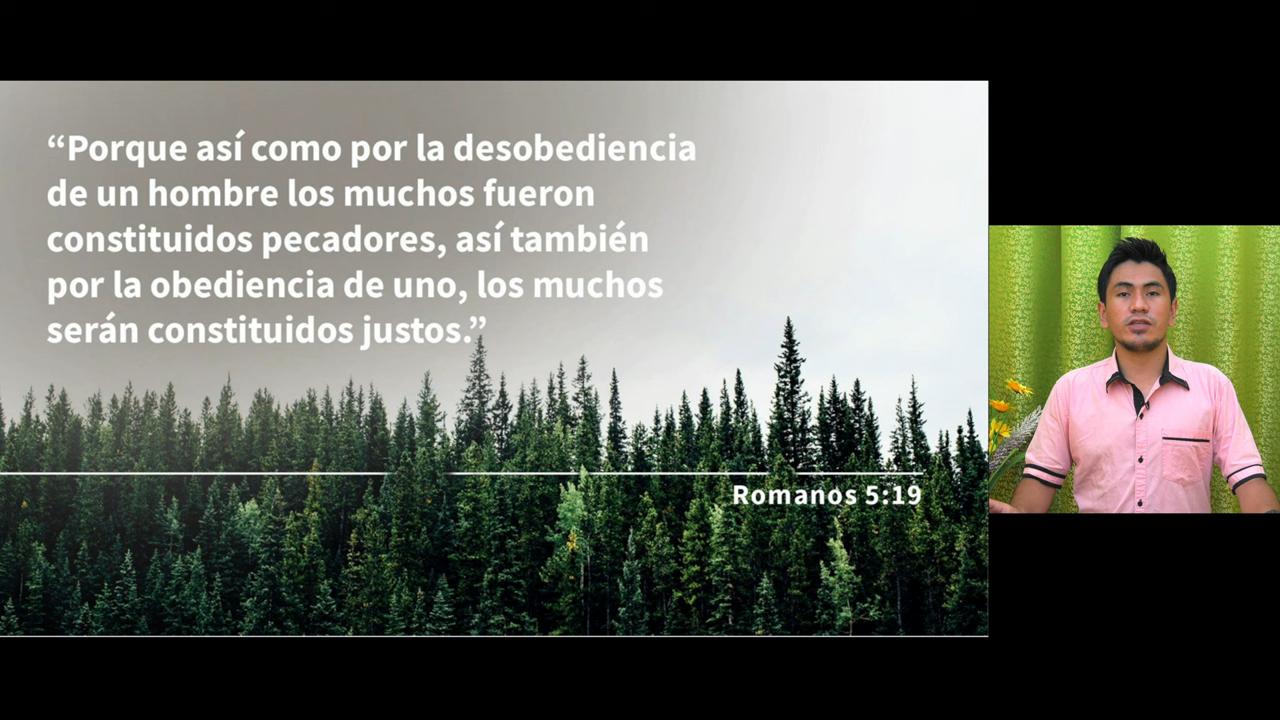 “Porque así como por la desobediencia
de un hombre los muchos fueron
constituidos pecadores, así también
por la obediencia de uno, los muchos
serán constituidos justos.”
Romanos 5:19